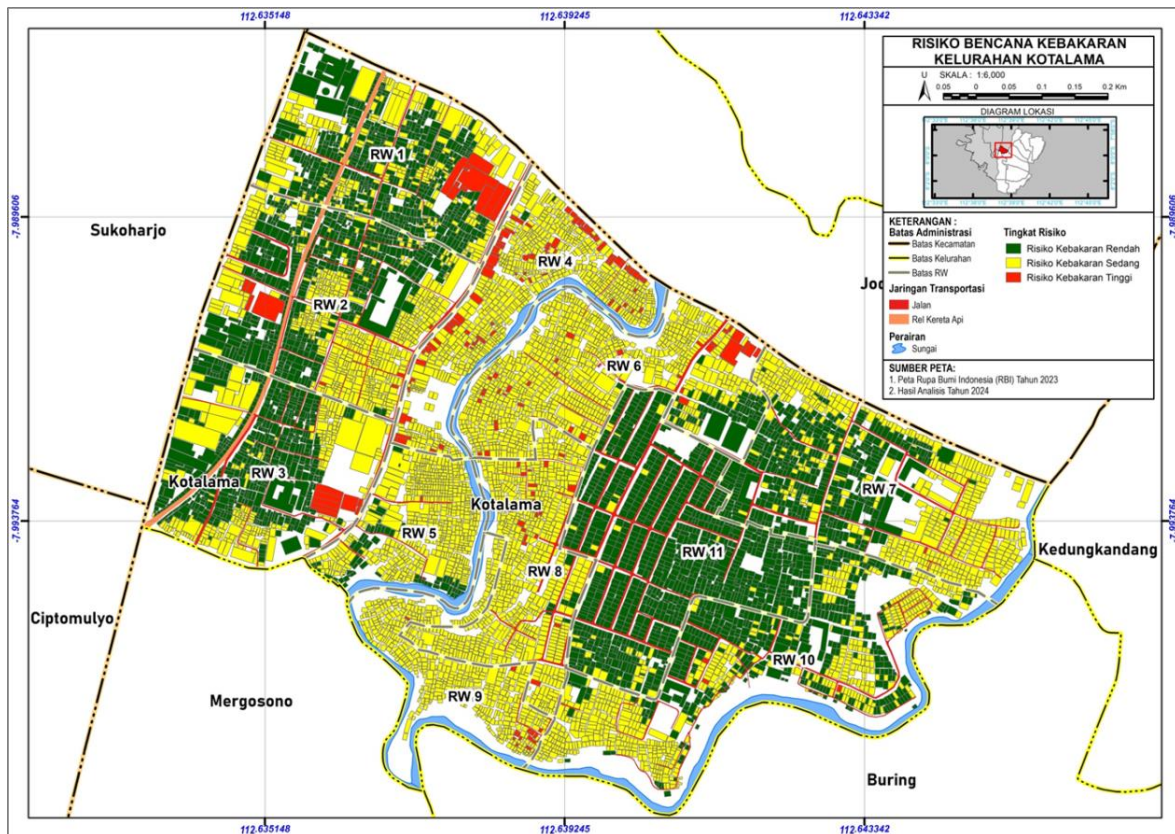 112.635148
112.639245
112.643342
RISIKO BENCANA KEBAKARAN
KELURAHAN KOTALAMA
U
SKALA : 1:6,000
0.05 0 0.05 0.1 0.15 0.2 Km
DIAGRAM LOKASI
KETERANGAN :
Batas Administrasi
Batas Kecamatan
Batas Kelurahan
Batas RW
Jaringan Transportasi
Jalan
Rel Kereta Api
Perairan
Sungai
Tingkat Risiko
Risiko Kebakaran Rendah
Risiko Kebakaran Sedang
Risiko Kebakaran Tinggi
SUMBER PETA:
1. Peta Rupa Bumi Indonesia (RBI) Tahun 2023
2. Hasil Analisis Tahun 2024
RW 1
-7.989606
-7.989606
Sukoharjo
RW 4
Jod
RW 2
RW 6
RW 3
Kotalama
RW 7
Kotalama
-7.993764
-7.993764
RW 5
RW 11
Kedungkandang
RW 8
Ciptomulyo
RW 10
Mergosono
RW 9
Buring
112.635148
112.639245
112.643342